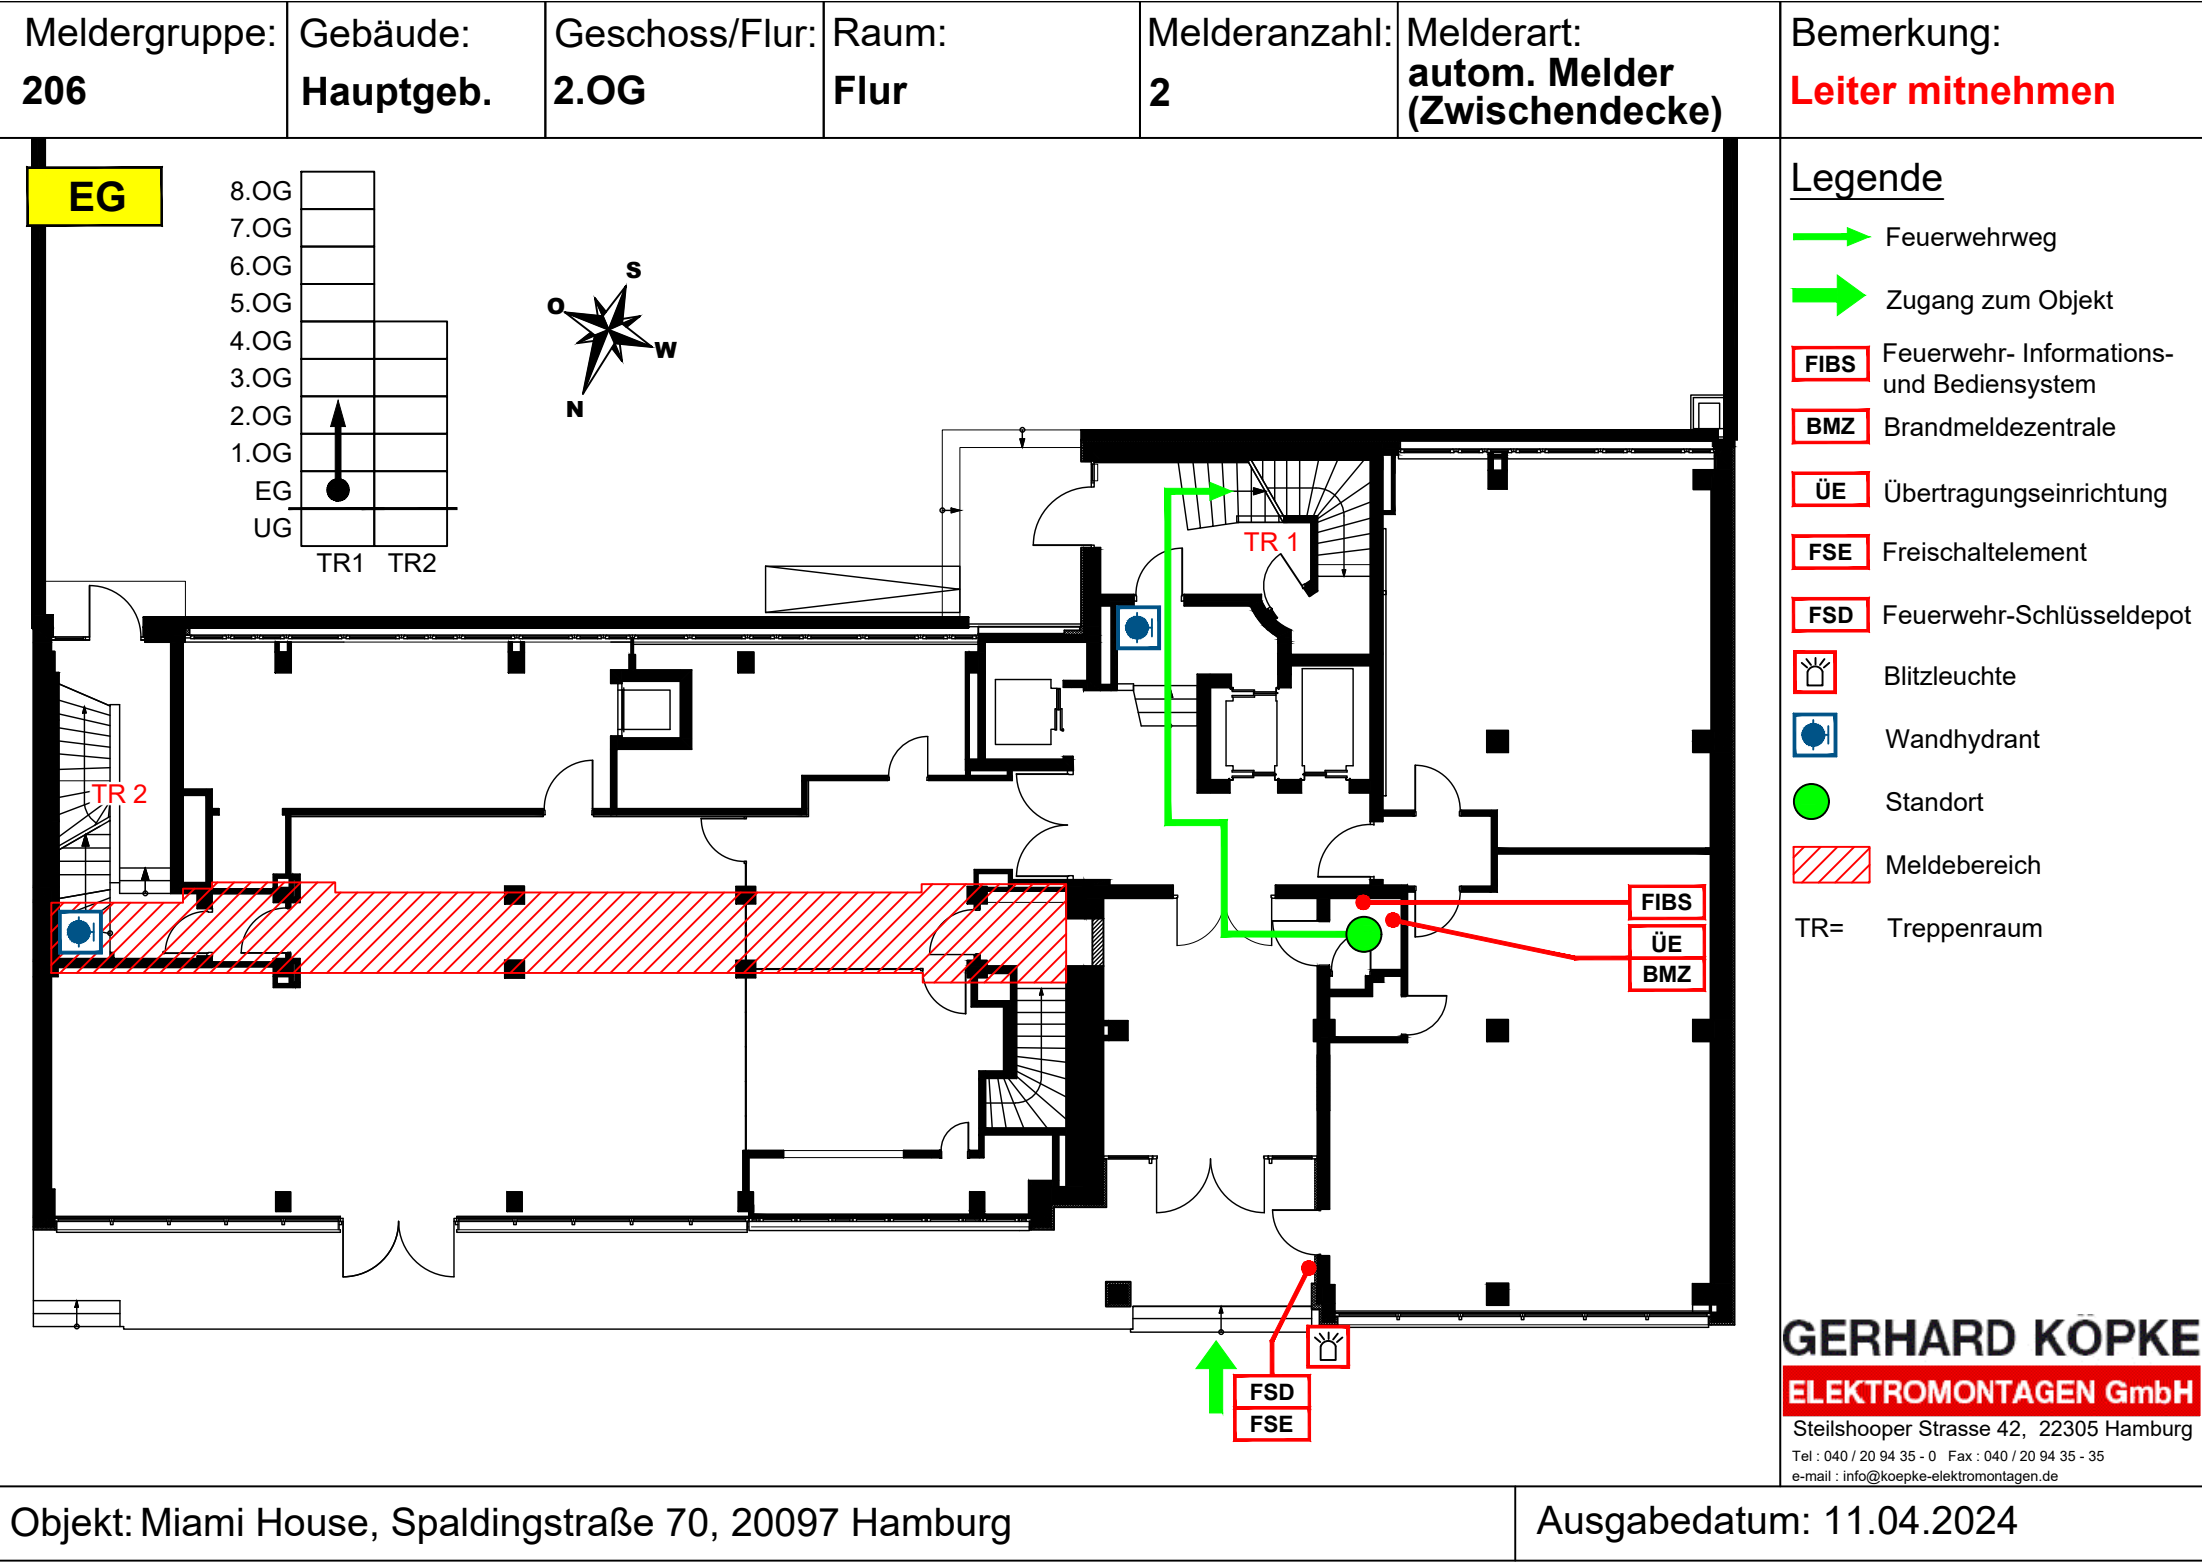 Meldergruppe:
206
Gebäude:
Hauptgeb.
Geschoss/Flur:
2.OG
Raum:
Flur
Melderanzahl:
2
Melderart:
autom. Melder
(Zwischendecke)
Bemerkung:
Leiter mitnehmen
EG
8.OG
7.OG
6.OG
5.OG
4.OG
3.OG
2.OG
1.OG
EG
UG
TR1 TR2
S
O
W
N
TR 1
TR 2
FIBS
ÜE
BMZ
FSD
FSE
Legende
Feuerwehrweg
Zugang zum Objekt
FIBS Feuerwehr- Informations-
und Bediensystem
BMZ Brandmeldezentrale
ÜE Übertragungseinrichtung
FSE Freischaltelement
FSD Feuerwehr-Schlüsseldepot
Blitzleuchte
Wandhydrant
Standort
Meldebereich
TR= Treppenraum
GERHARD KÖPKE
ELEKTROMONTAGEN GmbH
Steilshooper Strasse 42, 22305 Hamburg
Tel : 040 / 20 94 35 - 0 Fax : 040 / 20 94 35 - 35
e-mail : info@koepke-elektromontagen.de
Objekt: Miami House, Spaldingstraße 70, 20097 Hamburg
Ausgabedatum: 11.04.2024